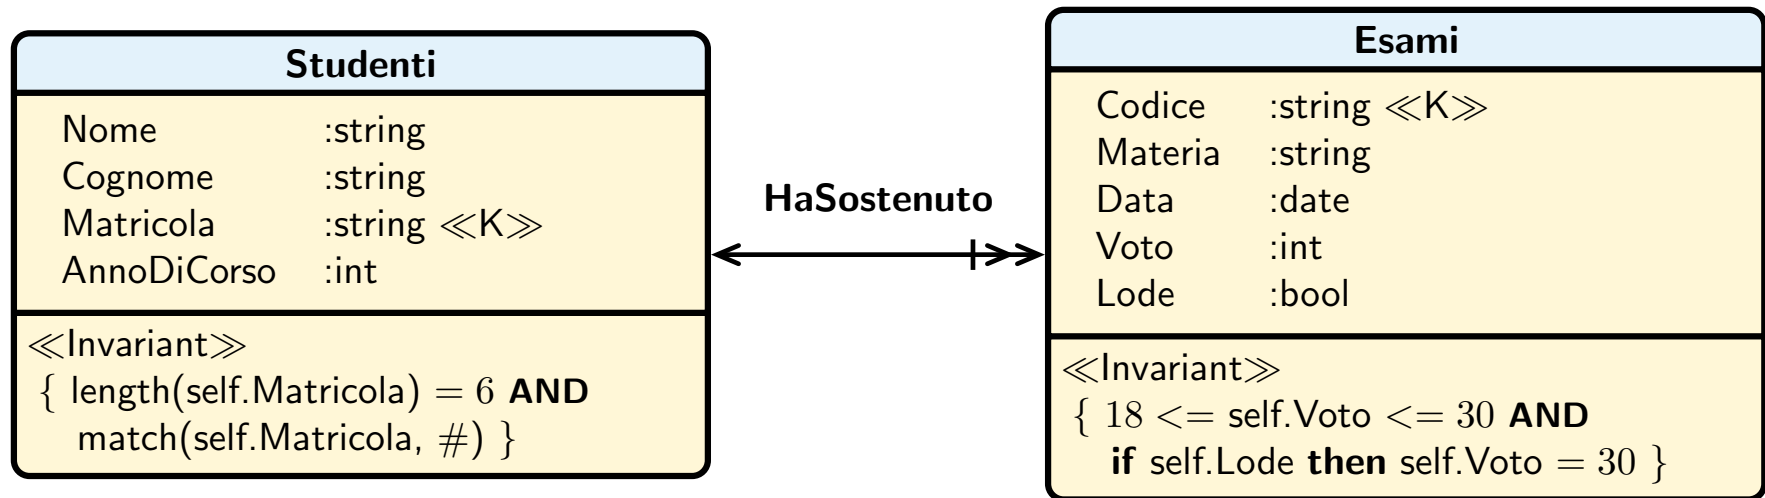 Studenti
Nome :string
Cognome :string
Matricola :string ≪K≫
AnnoDiCorso :int
≪Invariant≫
{ length(self.Matricola) = 6 AND
match(self.Matricola, #) }
HaSostenuto
Esami
Codice :string ≪K≫
Materia :string
Data :date
Voto :int
Lode :bool
≪Invariant≫
{ 18 <= self.Voto <= 30 AND
if self.Lode then self.Voto = 30 }